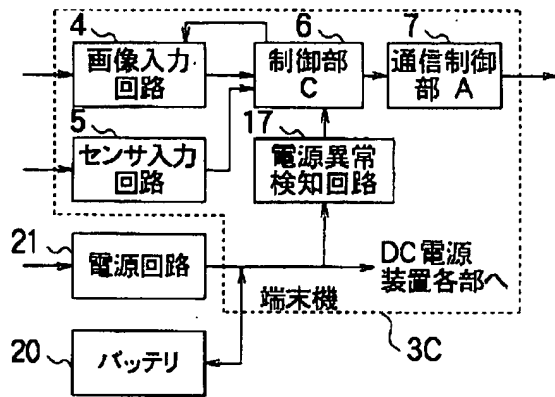 4
画像入力
回路
6
制御部
C
7
通信制御
部 A
5
センサ入力
回路
17
電源異常
検知回路
21
電源回路
DC電源
装置各部へ
端末機
20
バッテリ
3C